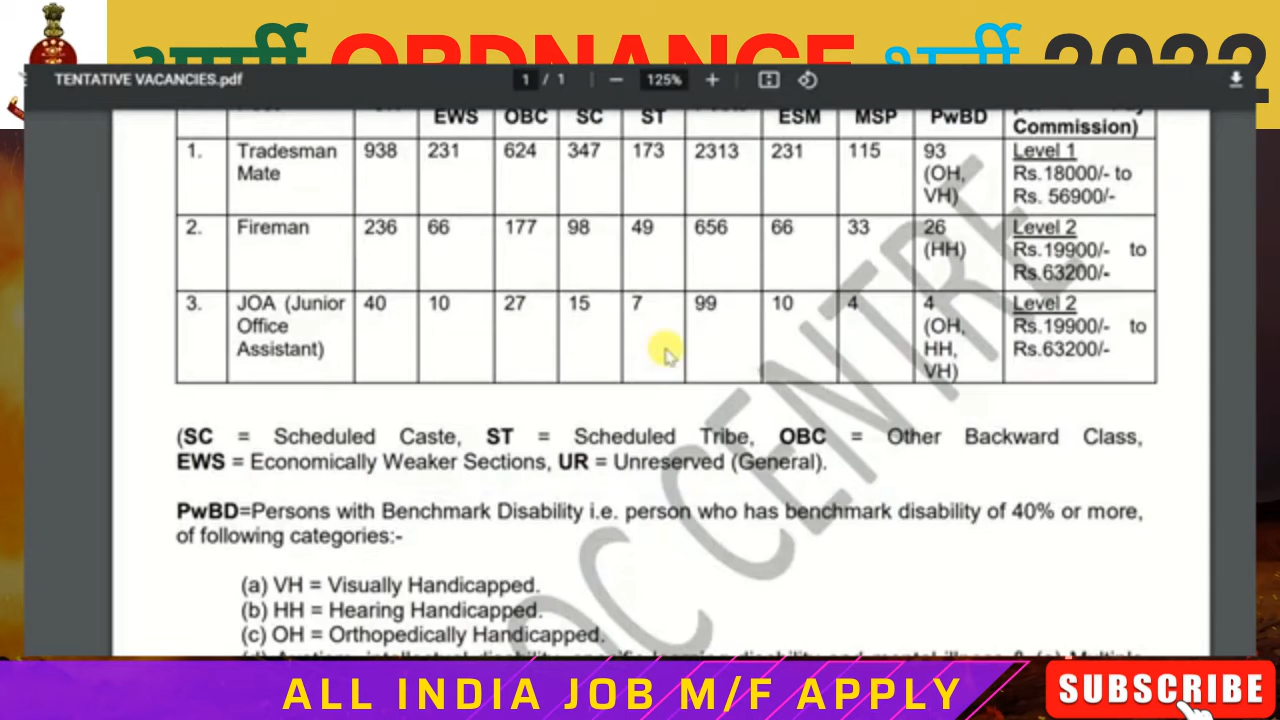 आर्मी ORDNANCE भर्ती 2022
TENTATIVE VACANCIES.pdf 1 / 1 125%
EWS OBC SC ST ESM MSP PwBD Commission)
1. Tradesman Mate 938 231 624 347 173 2313 231 115 93 (OH, VH) Level 1 Rs.18000/- to Rs. 56900/-
2. Fireman 236 66 177 98 49 656 66 33 26 (HH) Level 2 Rs.19900/- to Rs.63200/-
3. JOA (Junior Office Assistant) 40 10 27 15 7 99 10 4 4 (OH, HH, VH) Level 2 Rs.19900/- to Rs.63200/-
(SC = Scheduled Caste, ST = Scheduled Tribe, OBC = Other Backward Class,
EWS = Economically Weaker Sections, UR = Unreserved (General).
PwBD=Persons with Benchmark Disability i.e. person who has benchmark disability of 40% or more,
of following categories:-
(a) VH = Visually Handicapped.
(b) HH = Hearing Handicapped.
(c) OH = Orthopedically Handicapped.
OC CENTRE
ALL INDIA JOB M/F APPLY
SUBSCRIBE